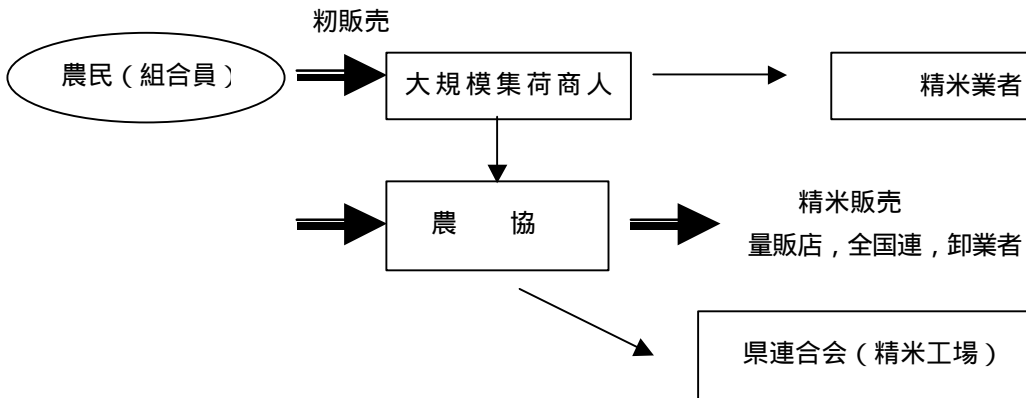 籾販売
農民（組合員）
大規模集荷商人
精米業者
農　協
精米販売
量販店，全国連，卸業者
県連合会（精米工場）